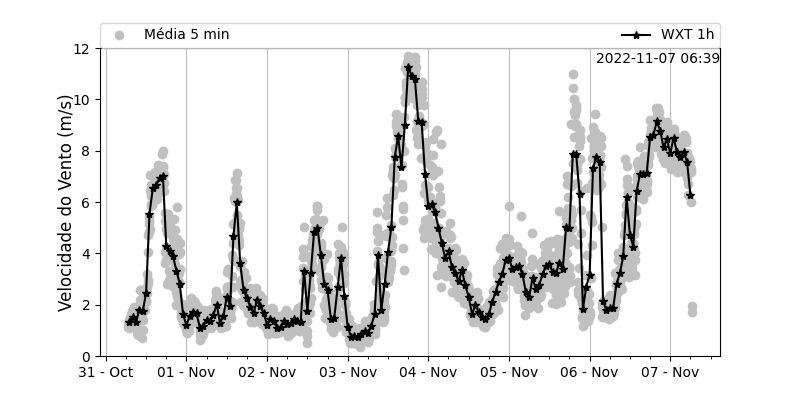 Média 5 min WXT 1h
2022-11-07 06:39
12
10
8
6
4
2
0
Velocidade do Vento (m/s)
31 - Oct 01 - Nov 02 - Nov 03 - Nov 04 - Nov 05 - Nov 06 - Nov 07 - Nov